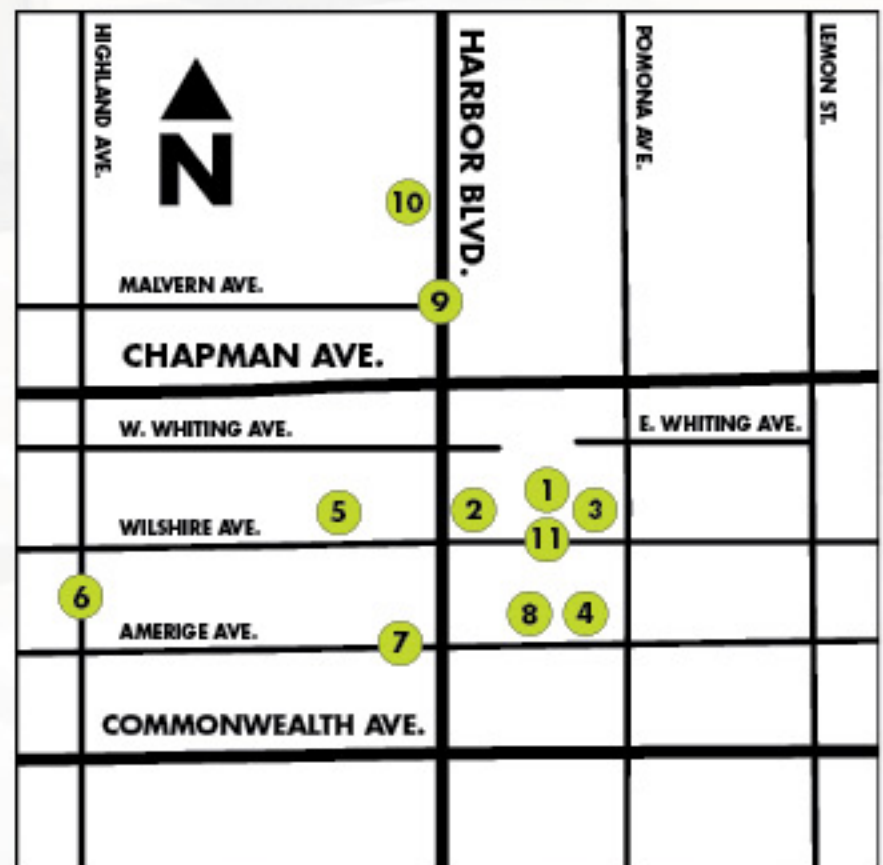 HIGHLAND AVE.
HARBOR BLVD.
POMONA AVE.
LEMON ST.
N
10
MALVERN AVE.
9
CHAPMAN AVE.
W. WHITING AVE.
E. WHITING AVE.
1
5
2
3
WILSHIRE AVE.
11
6
8
4
AMERIGE AVE.
7
COMMONWEALTH AVE.